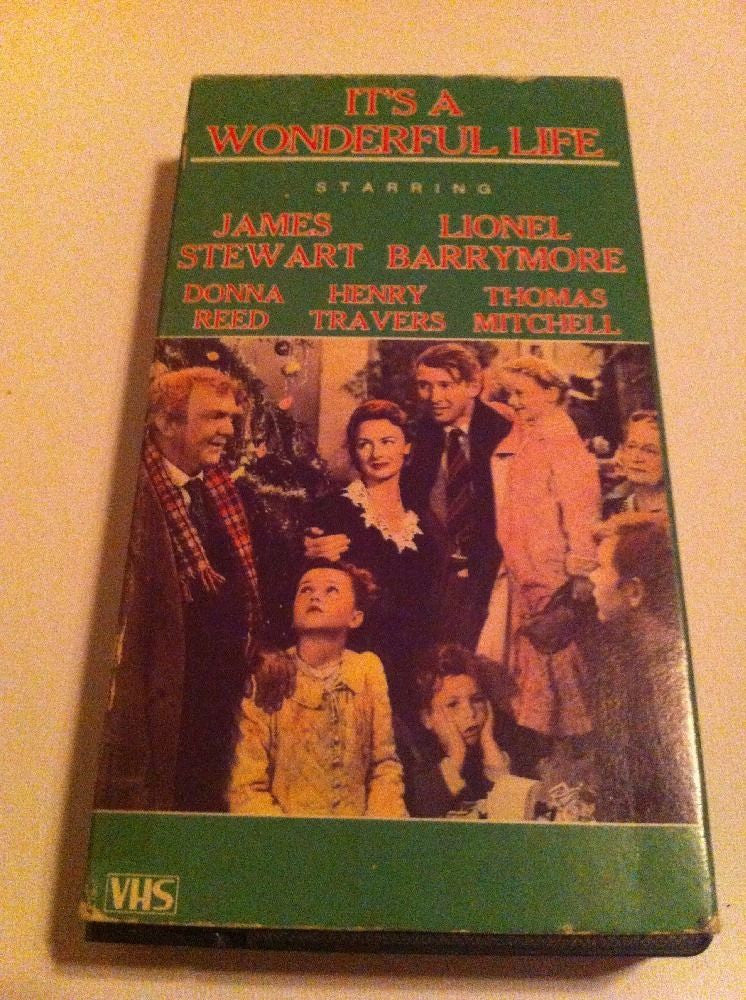 IT'S A
WONDERFUL LIFE
STARRING
JAMES LIONEL
STEWART BARRYMORE
DONNA HENRY THOMAS
REED TRAVERS MITCHELL
VHS